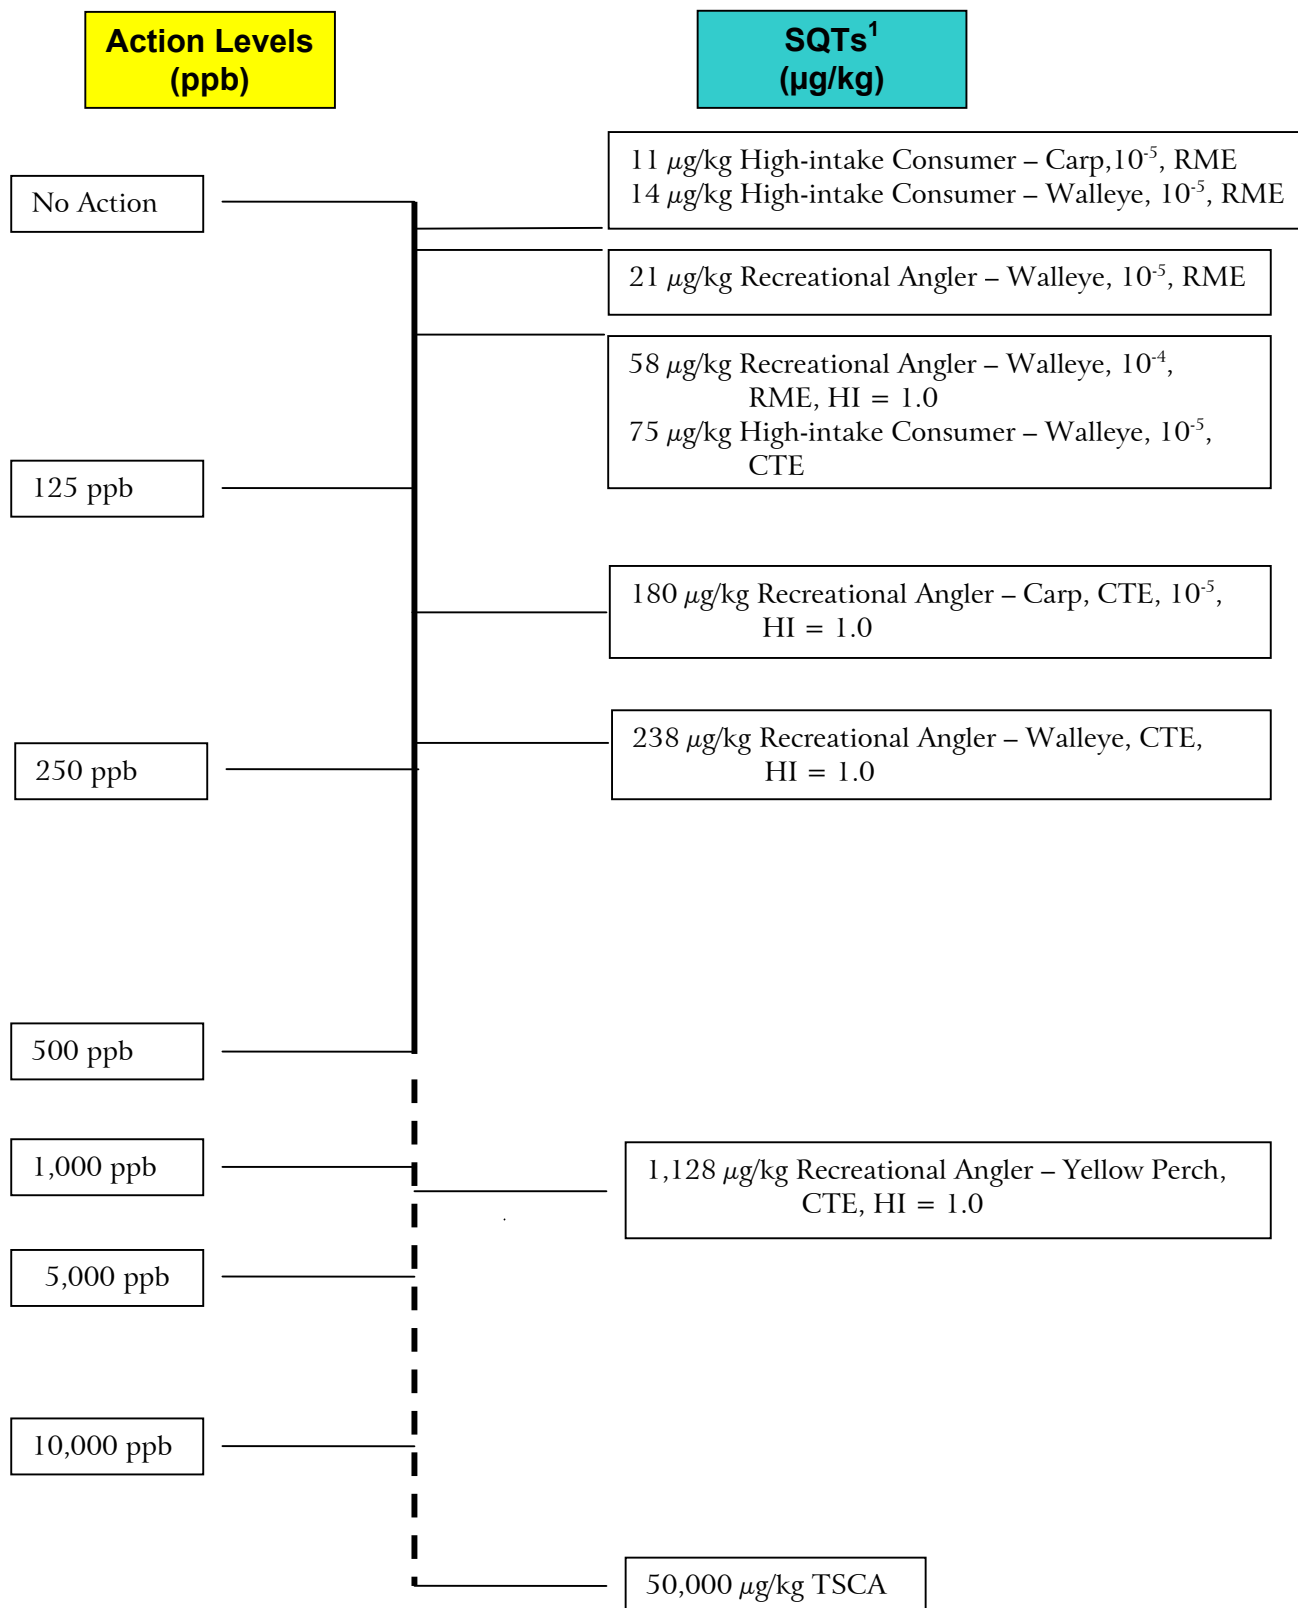 Action Levels
(ppb)
SQTs¹
(µg/kg)
No Action
125 ppb
250 ppb
500 ppb
1,000 ppb
5,000 ppb
10,000 ppb
11 µg/kg High-intake Consumer – Carp,10⁻⁵, RME
14 µg/kg High-intake Consumer – Walleye, 10⁻⁵, RME
21 µg/kg Recreational Angler – Walleye, 10⁻⁵, RME
58 µg/kg Recreational Angler – Walleye, 10⁻⁴,
RME, HI = 1.0
75 µg/kg High-intake Consumer – Walleye, 10⁻⁵,
CTE
180 µg/kg Recreational Angler – Carp, CTE, 10⁻⁵,
HI = 1.0
238 µg/kg Recreational Angler – Walleye, CTE,
HI = 1.0
1,128 µg/kg Recreational Angler – Yellow Perch,
CTE, HI = 1.0
50,000 µg/kg TSCA